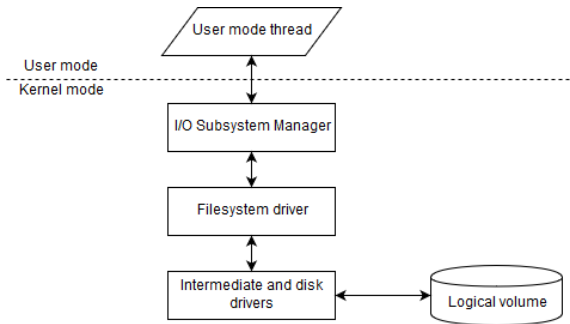 User mode thread
User mode
Kernel mode
I/O Subsystem Manager
Filesystem driver
Intermediate and disk
drivers
Logical volume